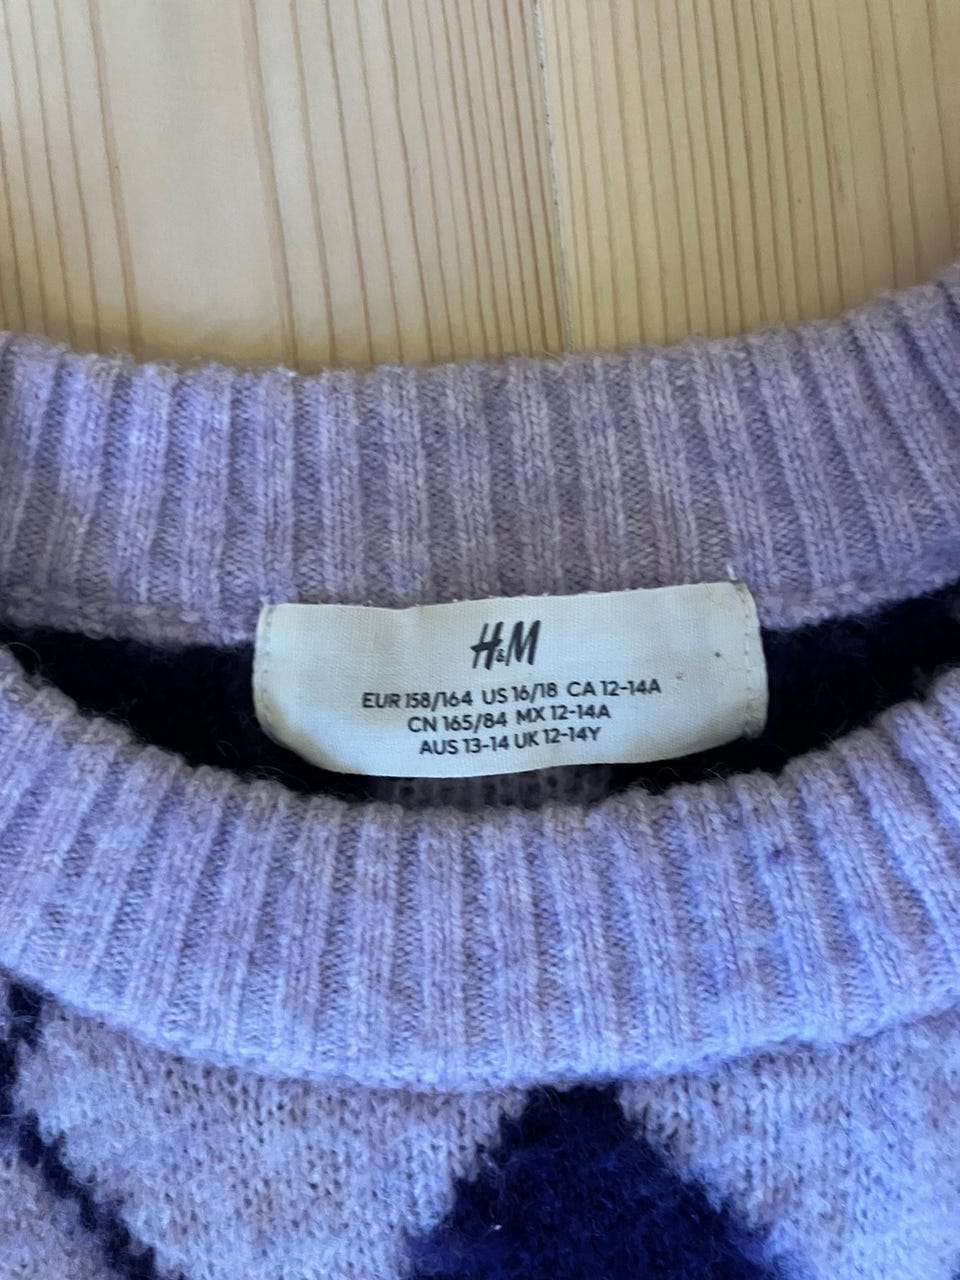 H&M
EUR 158/164 US 16/18 CA 12-14A
CN 165/84 MX 12-14A
AUS 13-14 UK 12-14Y